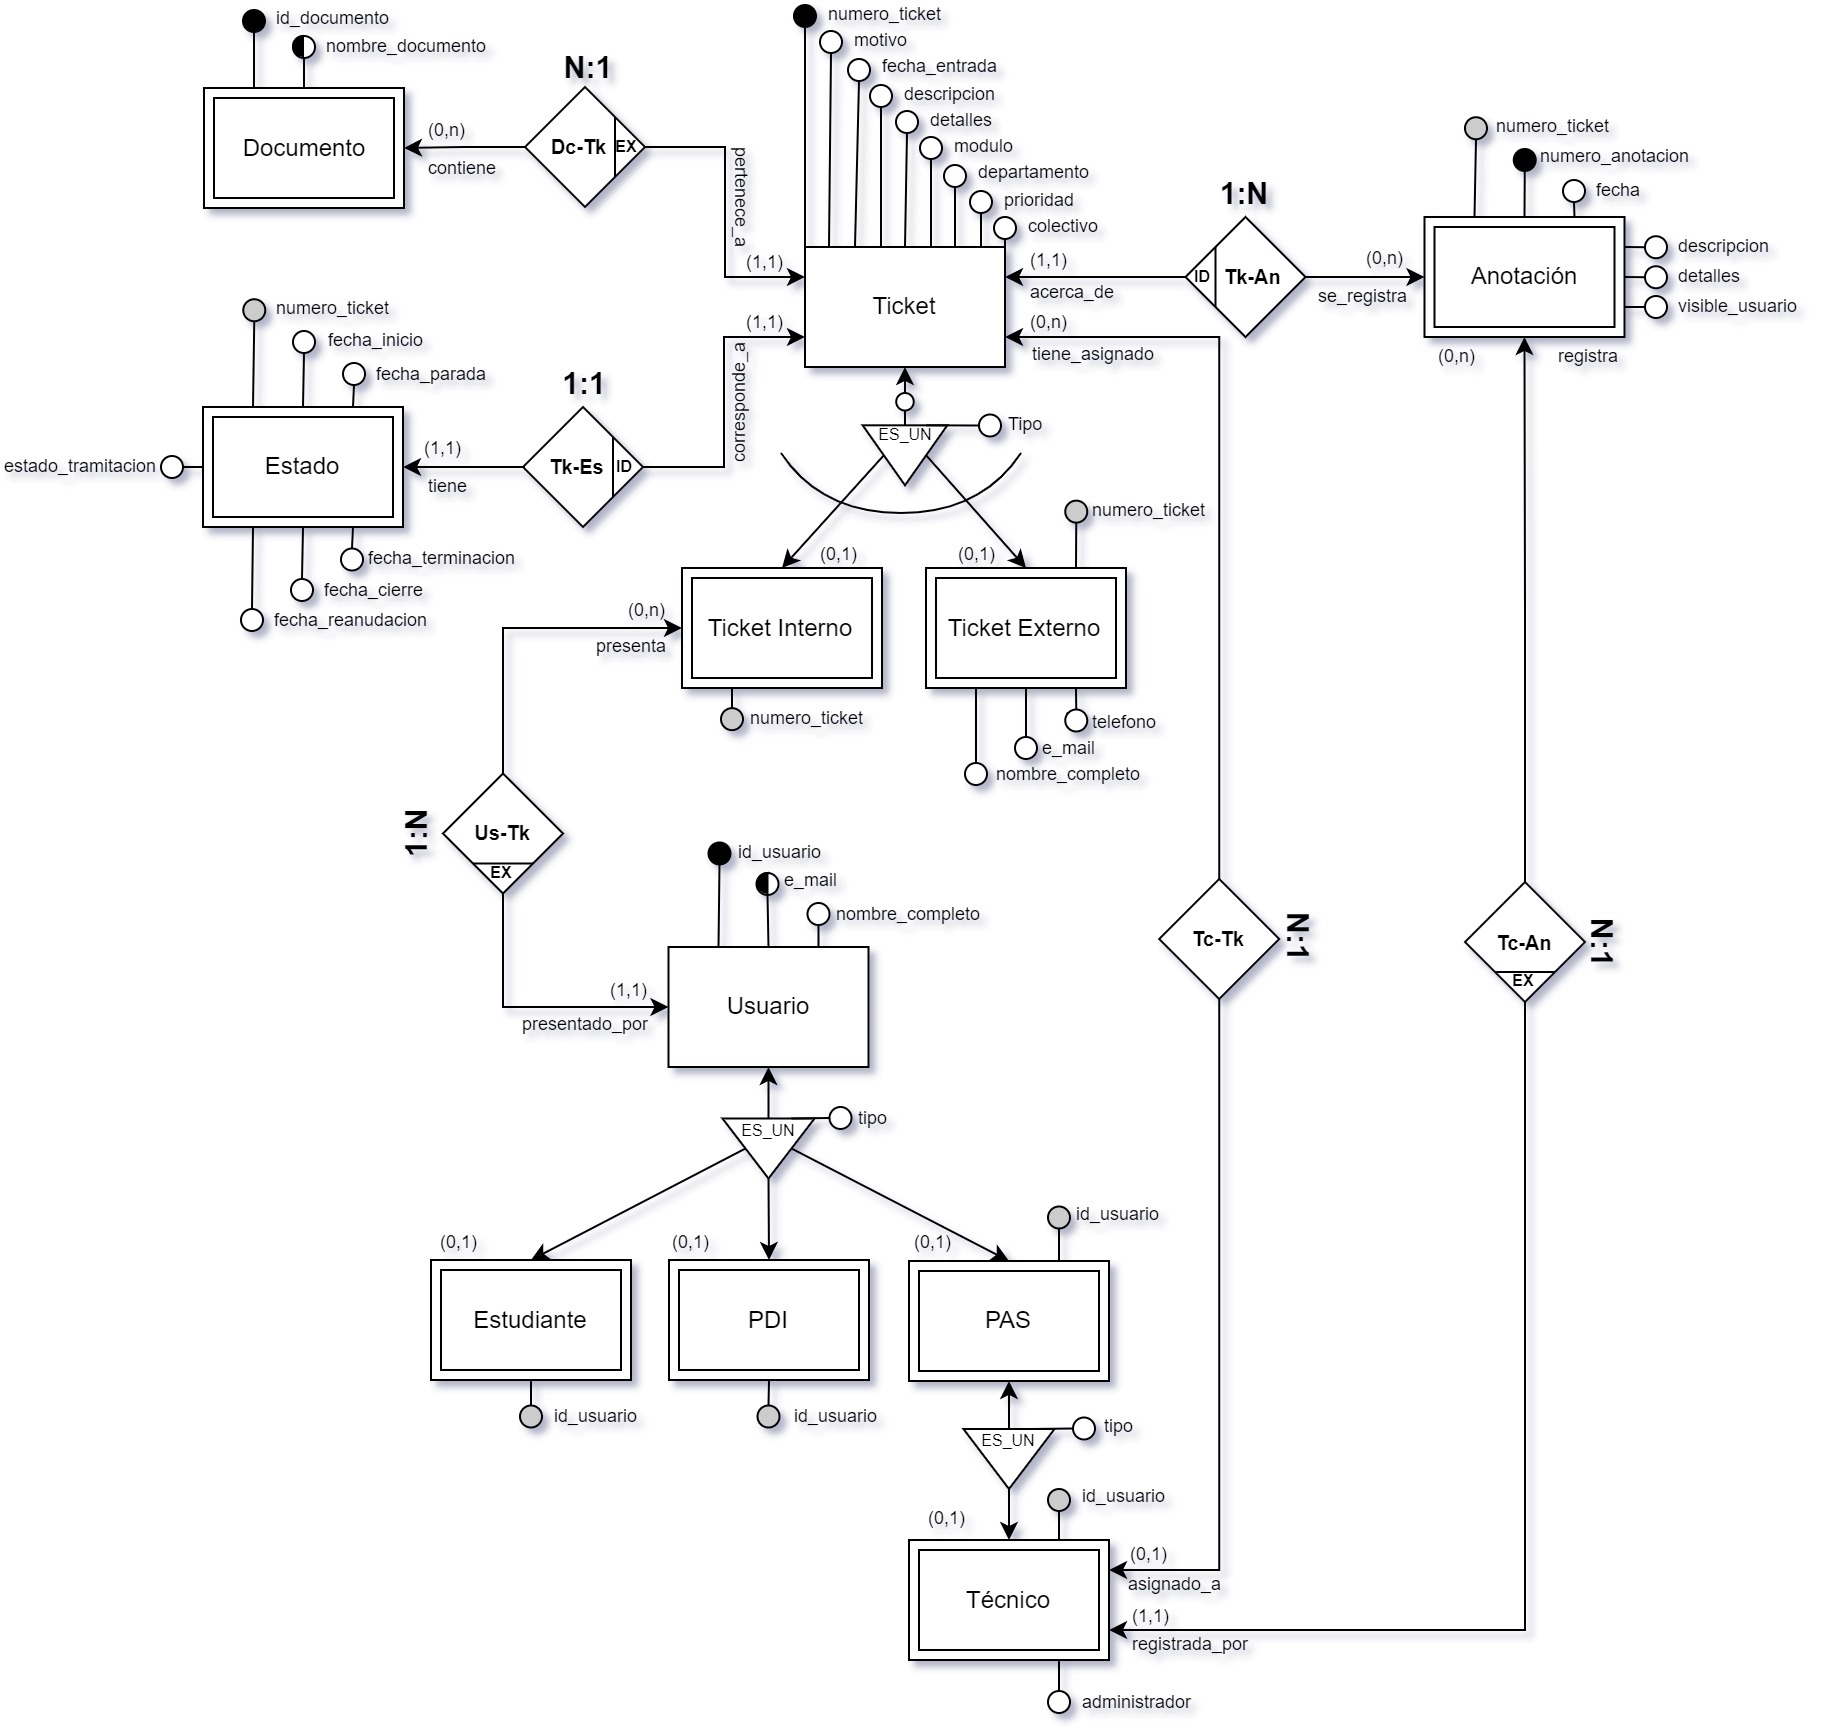 id_documento
nombre_documento
Documento
(0,n)
contiene
N:1
Dc-Tk
EX
pertenece_a
(1,1)
numero_ticket
motivo
fecha_entrada
descripcion
detalles
modulo
departamento
prioridad
colectivo
Ticket
(1,1)
acerca_de
1:N
ID
Tk-An
(0,n)
se_registra
numero_ticket
numero_anotacion
fecha
Anotación
descripcion
detalles
visible_usuario
(0,n)
registra
(0,n)
tiene_asignado
numero_ticket
fecha_inicio
fecha_parada
estado_tramitacion
Estado
fecha_terminacion
fecha_cierre
fecha_reanudacion
(1,1)
tiene
1:1
Tk-Es
ID
corresponde_a
(1,1)
ES_UN
Tipo
(0,1)
(0,1)
numero_ticket
Ticket Interno
Ticket Externo
numero_ticket
telefono
e_mail
nombre_completo
(0,n)
presenta
1:N
Us-Tk
EX
(1,1)
presentado_por
id_usuario
e_mail
nombre_completo
Usuario
Tc-Tk
N:1
Tc-An
EX
N:1
ES_UN
tipo
(0,1)
(0,1)
(0,1)
id_usuario
Estudiante
PDI
PAS
id_usuario
id_usuario
ES_UN
tipo
(0,1)
id_usuario
Técnico
(0,1)
asignado_a
(1,1)
registrada_por
administrador